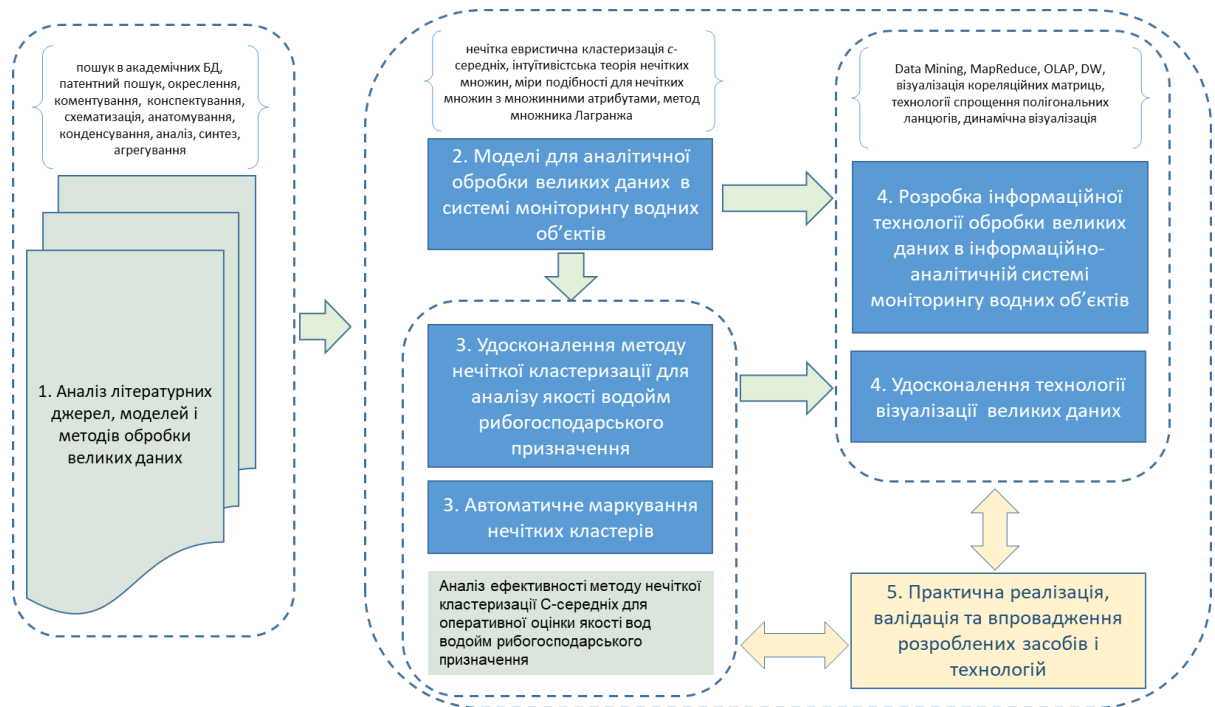 пошук в академічних БД,
патентний пошук, окреслення,
коментування, конспектування,
схематизація, анатомування,
конденсування, аналіз, синтез,
агрегування
1. Аналіз літературних
джерел, моделей і
методів обробки
великих даних
нечітка евристична кластеризація с-
середніх, інтуїтивістська теорія нечітких
множин, міри подібності для нечітких
множин з множинними атрибутами, метод
множника Лагранжа
2. Моделі для аналітичної
обробки великих даних в
системі моніторингу водних
об’єктів
3. Удосконалення методу
нечіткої кластеризації для
аналізу якості водойм
рибогосподарського
призначення
3. Автоматичне маркування
нечітких кластерів
Аналіз ефективності методу нечіткої
кластеризації С-середніх для
оперативної оцінки якості вод
водойм рибогосподарського
призначення
Data Mining, MapReduce, OLAP, DW,
візуалізація кореляційних матриць,
технології спрощення полігональних
ланцюгів, динамічна візуалізація
4. Розробка інформаційної
технології обробки великих
даних в інформаційно-
аналітичній системі
моніторингу водних об’єктів
4. Удосконалення технології
візуалізації великих даних
5. Практична реалізація,
валідація та впровадження
розроблених засобів і
технологій